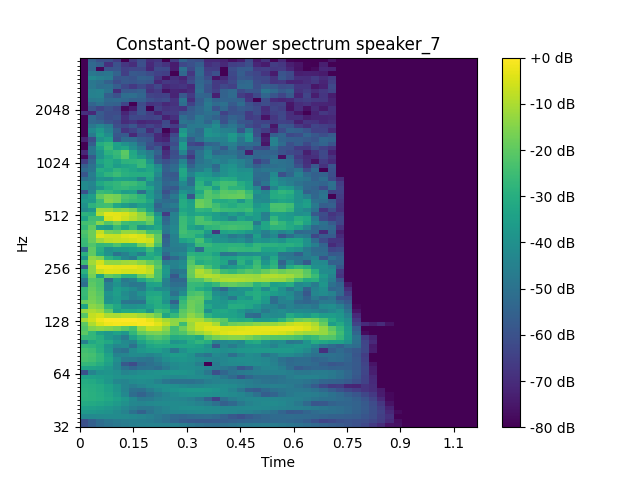 Constant-Q power spectrum speaker_7
Hz
2048
1024
512
256
128
64
32
0 0.15 0.3 0.45 0.6 0.75 0.9 1.1
Time
+0 dB
-10 dB
-20 dB
-30 dB
-40 dB
-50 dB
-60 dB
-70 dB
-80 dB